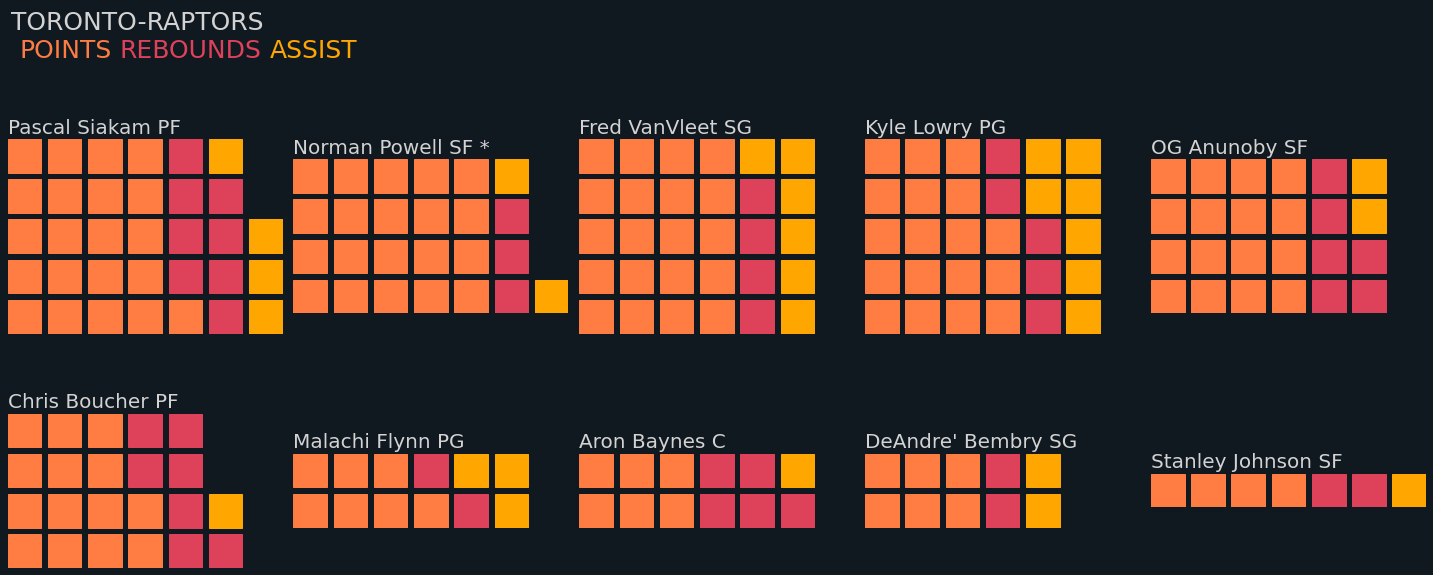 TORONTO-RAPTORS
POINTS REBOUNDS ASSIST
Pascal Siakam PF
Norman Powell SF *
Fred VanVleet SG
Kyle Lowry PG
OG Anunoby SF
Chris Boucher PF
Malachi Flynn PG
Aron Baynes C
DeAndre' Bembry SG
Stanley Johnson SF